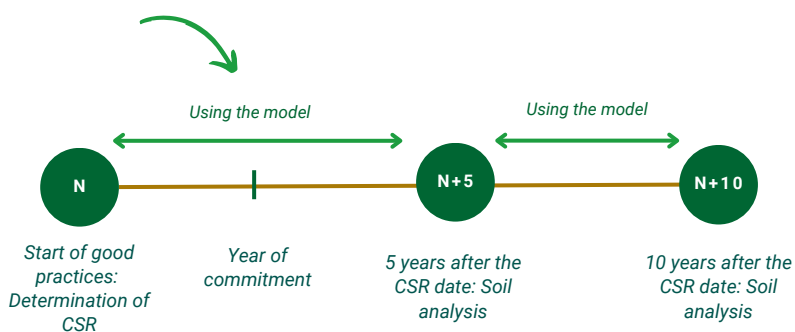 Using the model
Using the model
N
N+5
N+10
Start of good
practices:
Determination of
CSR
Year of
commitment
5 years after the
CSR date: Soil
analysis
10 years after the
CSR date: Soil
analysis